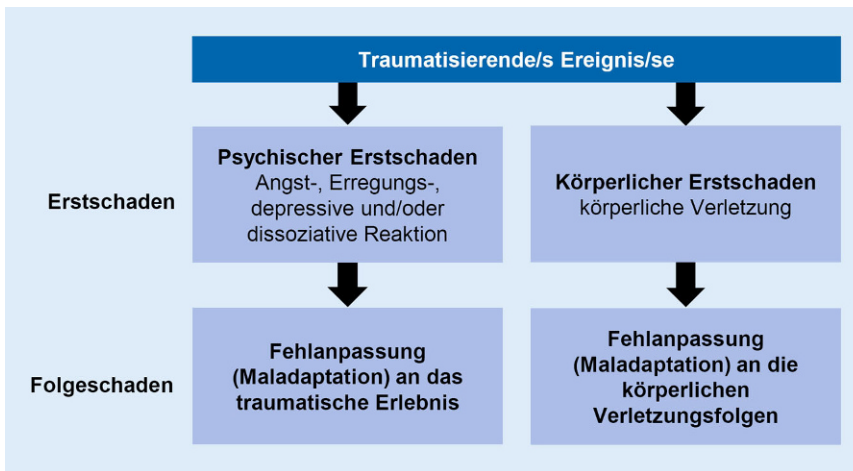 Traumatisierende/s Ereignis/se
Erstschaden
Psychischer Erstschaden
Angst-, Erregungs-,
depressive und/oder
dissoziative Reaktion
Körperlicher Erstschaden
körperliche Verletzung
Folgeschaden
Fehlanpassung
(Maladaptation) an das
traumatische Erlebnis
Fehlanpassung
(Maladaptation) an die
körperlichen
Verletzungsfolgen